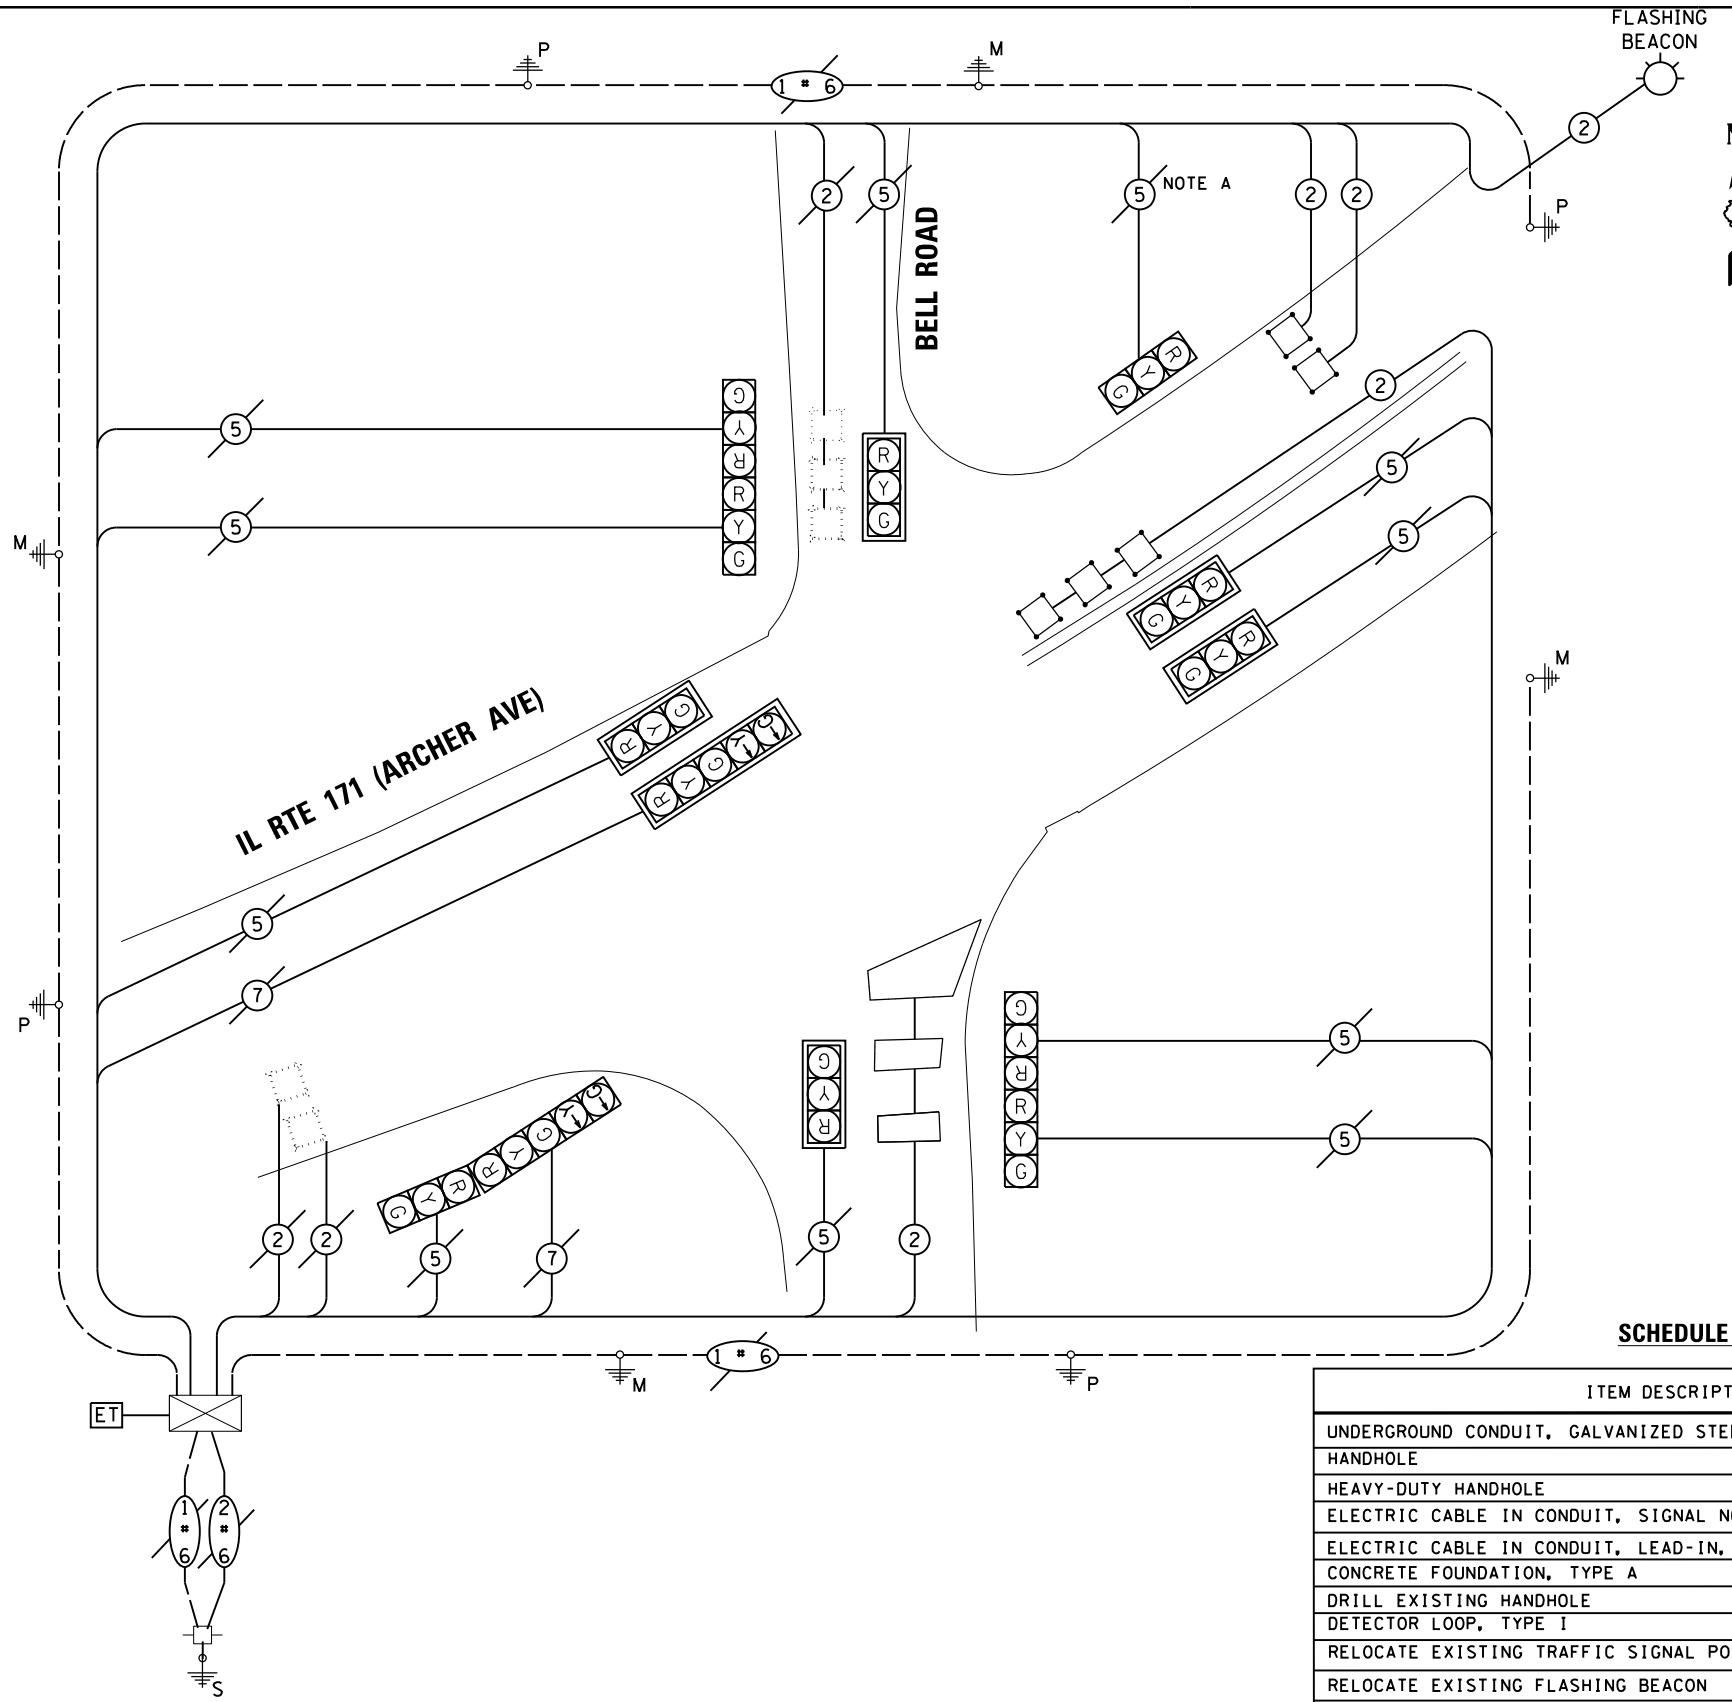 FLASHING
BEACON
P
M
1 # 6
2
2
5
5
NOTE A
2
2
P
BELL ROAD
R
Y
G
5
G
Y
R
R
Y
G
5
R
Y
G
2
5
5
M
R
Y
G
R
Y
G
M
IL RTE 171 (ARCHER AVE)
R Y G
R Y G Y G
5
7
P
G
Y
R
G
Y
R
R
Y
G
5
5
G Y R R Y G Y G
2
2
5
7
5
2
1 # 6
M
P
ET
1
#
6
2
#
6
S
SCHEDULE
ITEM DESCRIPT
UNDERGROUND CONDUIT, GALVANIZED STEE
HANDHOLE
HEAVY-DUTY HANDHOLE
ELECTRIC CABLE IN CONDUIT, SIGNAL NO
ELECTRIC CABLE IN CONDUIT, LEAD-IN,
CONCRETE FOUNDATION, TYPE A
DRILL EXISTING HANDHOLE
DETECTOR LOOP, TYPE I
RELOCATE EXISTING TRAFFIC SIGNAL PO
RELOCATE EXISTING FLASHING BEACON